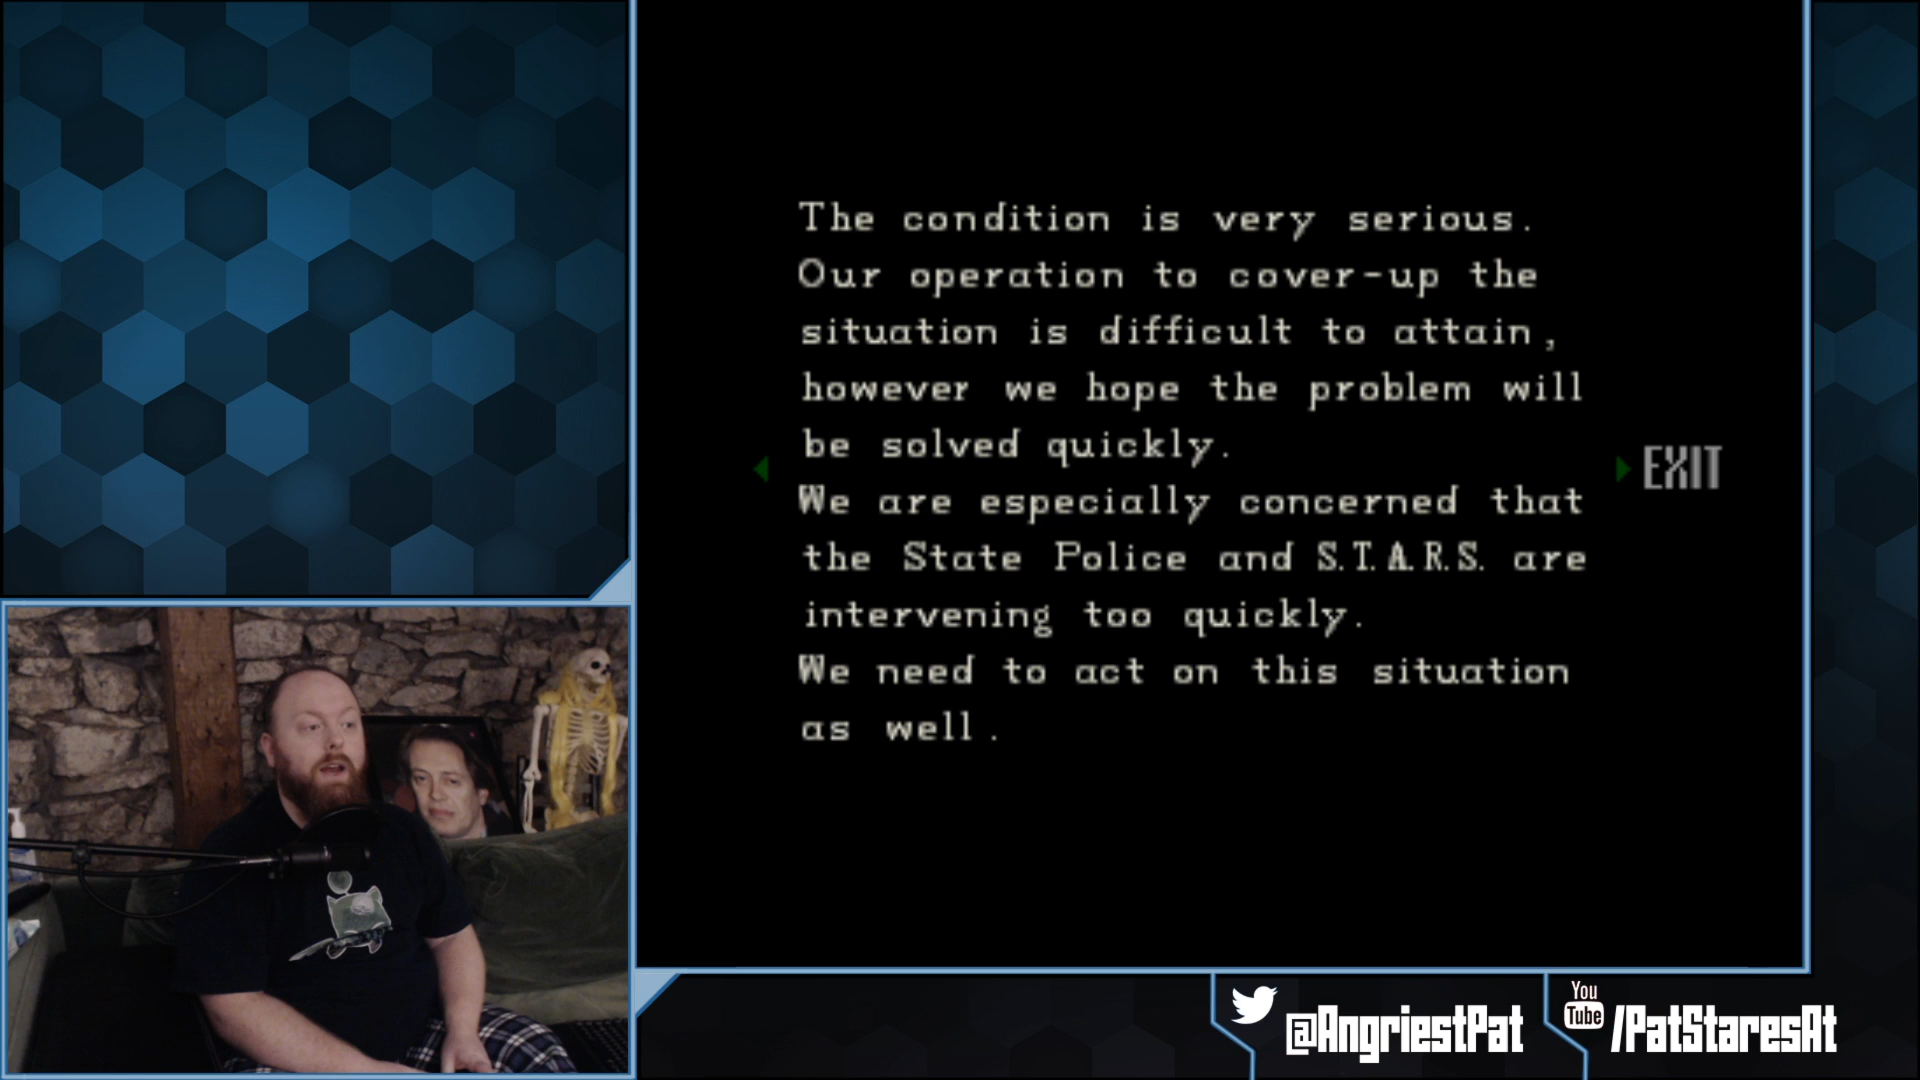 The condition is very serious.
Our operation to cover-up the
situation is difficult to attain,
however we hope the problem will
be solved quickly.
We are especially concerned that
the State Police and S.T.A.R.S. are
intervening too quickly.
We need to act on this situation
as well.
EXIT
@AngriestPat
You
Tube
/PatStaresAt